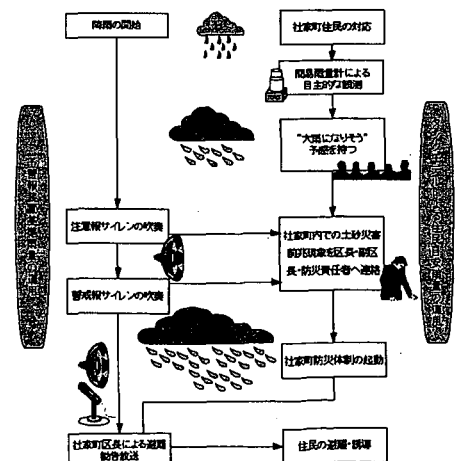 降雨の開始
社家町住民の対応
簡易雨量計による
自主的な観測
"大雨になりそう"
予感を持つ
注意報サイレンの吹奏
社家町内での土砂災害
前兆現象を区長・副区
長・防災責任者へ連絡
警戒報サイレンの吹奏
社家町防災体制の起動
社家町区長による避難
勧告放送
住民の避難・誘導